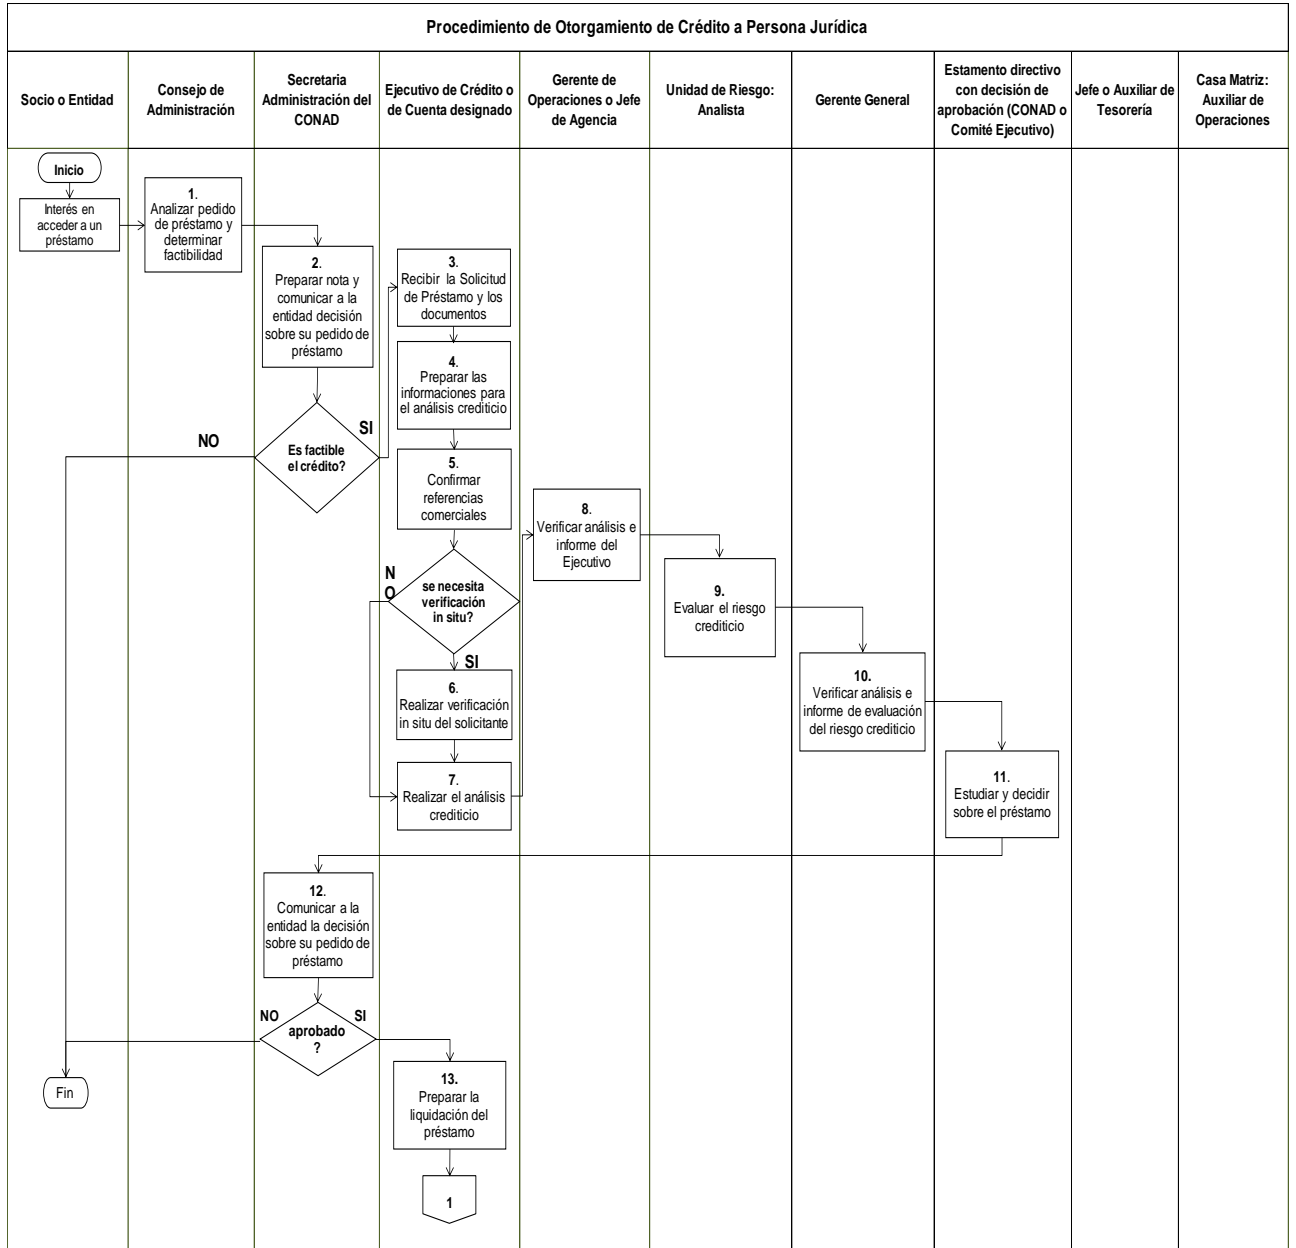 Procedimiento de Otorgamiento de Crédito a Persona Jurídica
Socio o Entidad
Consejo de
Administración
Secretaria
Administración del
CONAD
Ejecutivo de Crédito o
de Cuenta designado
Gerente de
Operaciones o Jefe
de Agencia
Unidad de Riesgo:
Analista
Gerente General
Estamento directivo
con decisión de
aprobación (CONAD o
Comité Ejecutivo)
Jefe o Auxiliar de
Tesorería
Casa Matriz:
Auxiliar de
Operaciones
Inicio
Interés en
acceder a un
préstamo
1.
Analizar pedido
de préstamo y
determinar
factibilidad
2.
Preparar nota y
comunicar a la
entidad decisión
sobre su pedido de
préstamo
3.
Recibir la Solicitud
de Préstamo y los
documentos
4.
Preparar las
informaciones para
el análisis crediticio
NO
SI
Es factible
el crédito?
5.
Confirmar
referencias
comerciales
8.
Verificar análisis e
informe del
Ejecutivo
N
O
se necesita
verificación
in situ?
SI
9.
Evaluar el riesgo
crediticio
6.
Realizar verificación
in situ del solicitante
10.
Verificar análisis e
informe de evaluación
del riesgo crediticio
7.
Realizar el análisis
crediticio
11.
Estudiar y decidir
sobre el préstamo
12.
Comunicar a la
entidad la decisión
sobre su pedido de
préstamo
NO
SI
aprobado
?
Fin
13.
Preparar la
liquidación del
préstamo
1